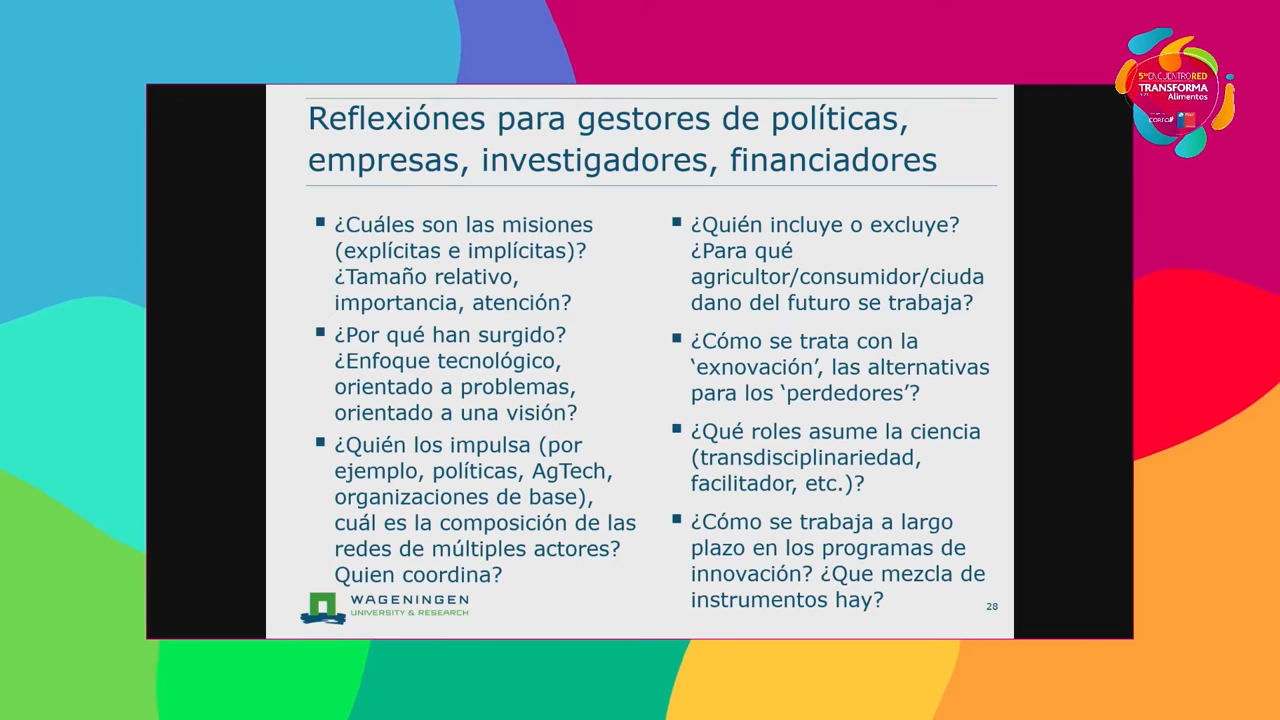 5to ENCUENTRO RED
TRANSFORMA
Alimentos
CORFO
Reflexiónes para gestores de políticas,
empresas, investigadores, financiadores
¿Cuáles son las misiones
(explícitas e implícitas)?
¿Tamaño relativo,
importancia, atención?
¿Por qué han surgido?
¿Enfoque tecnológico,
orientado a problemas,
orientado a una visión?
¿Quién los impulsa (por
ejemplo, políticas, AgTech,
organizaciones de base),
cuál es la composición de las
redes de múltiples actores?
Quien coordina?
¿Quién incluye o excluye?
¿Para qué
agricultor/consumidor/ciuda
dano del futuro se trabaja?
¿Cómo se trata con la
‘exnovación’, las alternativas
para los ‘perdedores’?
¿Qué roles asume la ciencia
(transdisciplinariedad,
facilitador, etc.)?
¿Cómo se trabaja a largo
plazo en los programas de
innovación? ¿Que mezcla de
instrumentos hay?
WAGENINGEN
UNIVERSITY & RESEARCH
28